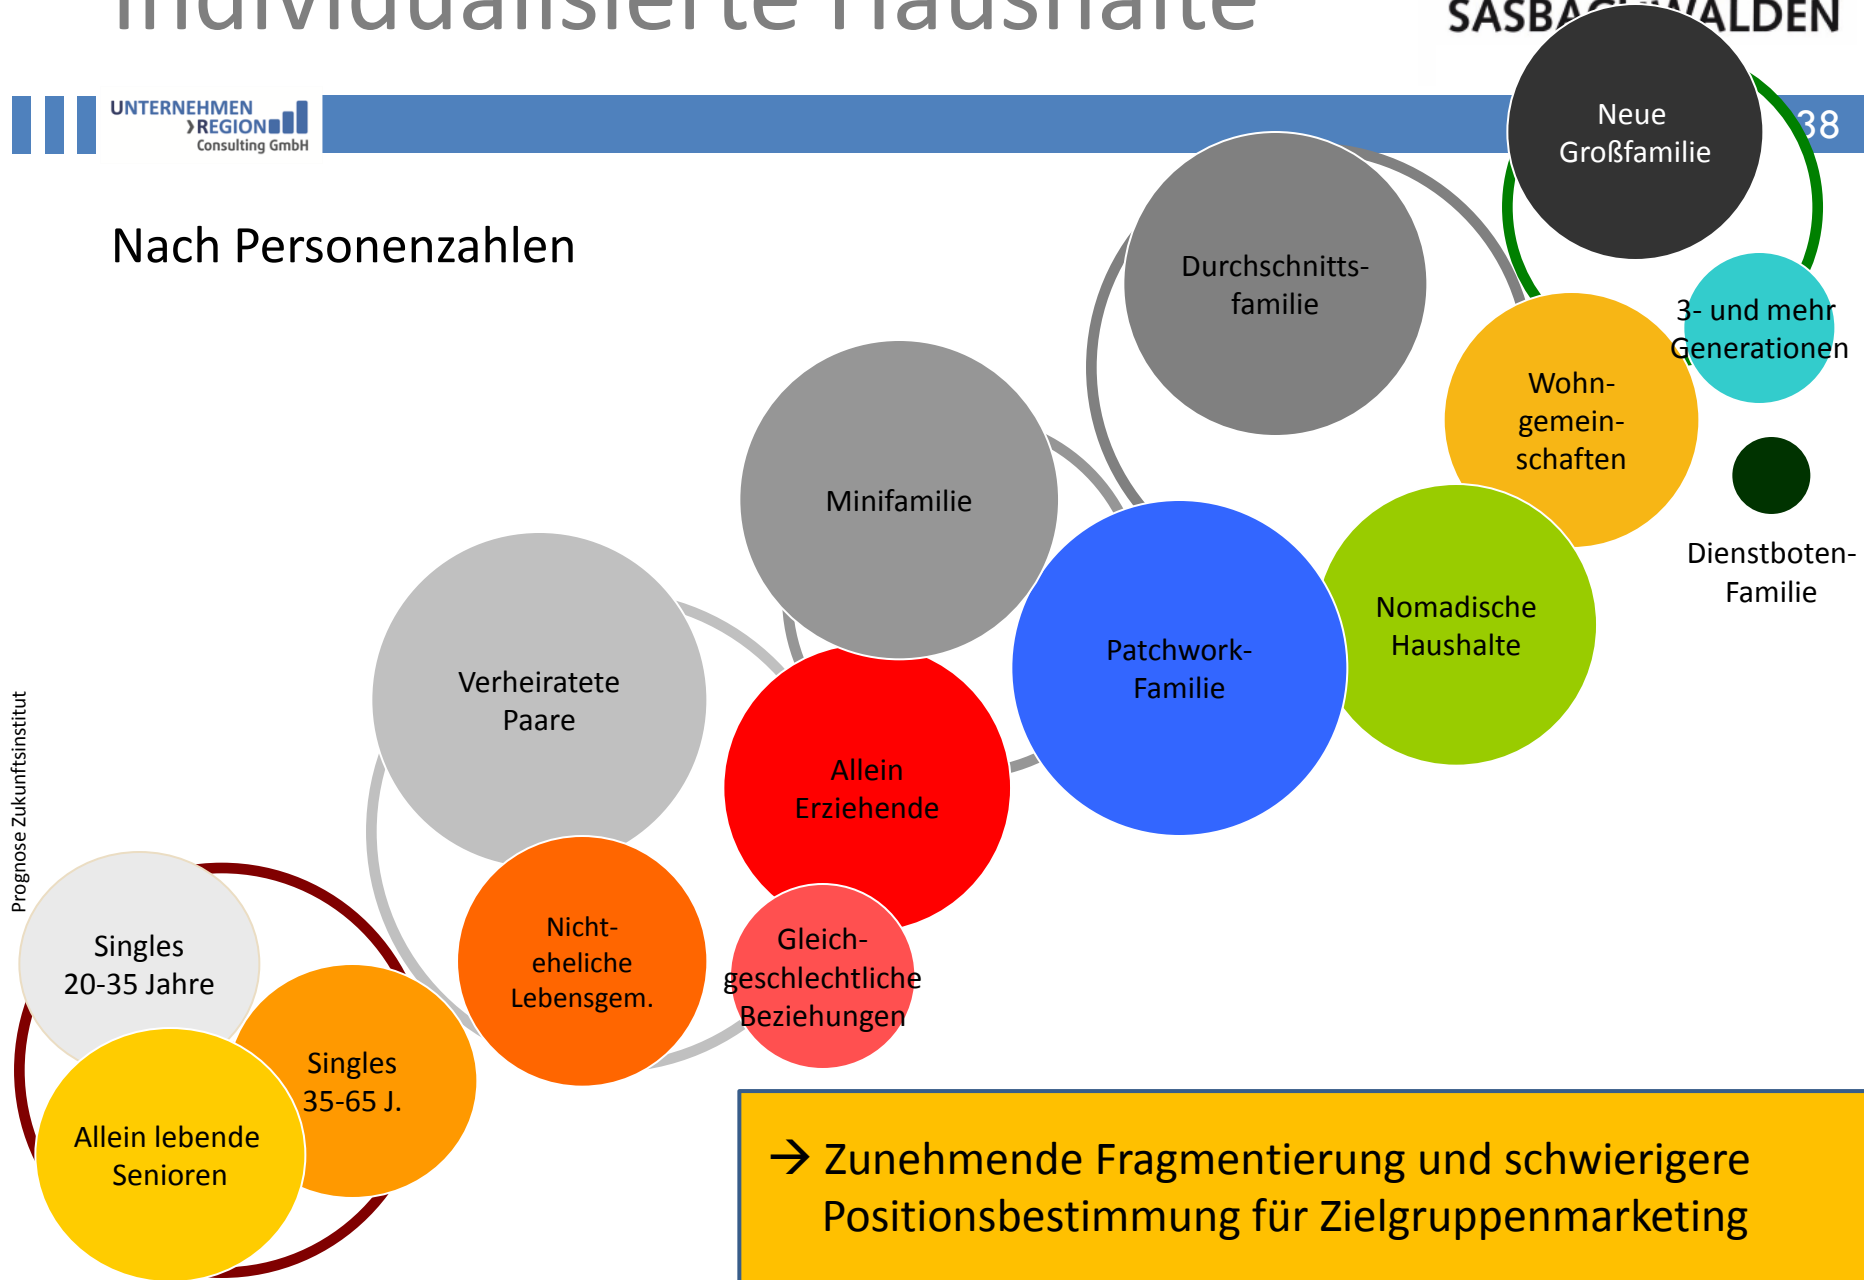 Individualisierte Haushalte
SASBACHWALDEN
UNTERNEHMEN
REGION
Consulting GmbH
38
Nach Personenzahlen
Neue
Großfamilie
Durchschnitts-
familie
3- und mehr
Generationen
Wohn-
gemein-
schaften
Minifamilie
Dienstboten-
Familie
Nomadische
Haushalte
Patchwork-
Familie
Verheiratete
Paare
Allein
Erziehende
Prognose Zukunftsinstitut
Nicht-
eheliche
Lebensgem.
Gleich-
geschlechtliche
Beziehungen
Singles
20-35 Jahre
Singles
35-65 J.
Allein lebende
Senioren
→ Zunehmende Fragmentierung und schwierigere
Positionsbestimmung für Zielgruppenmarketing